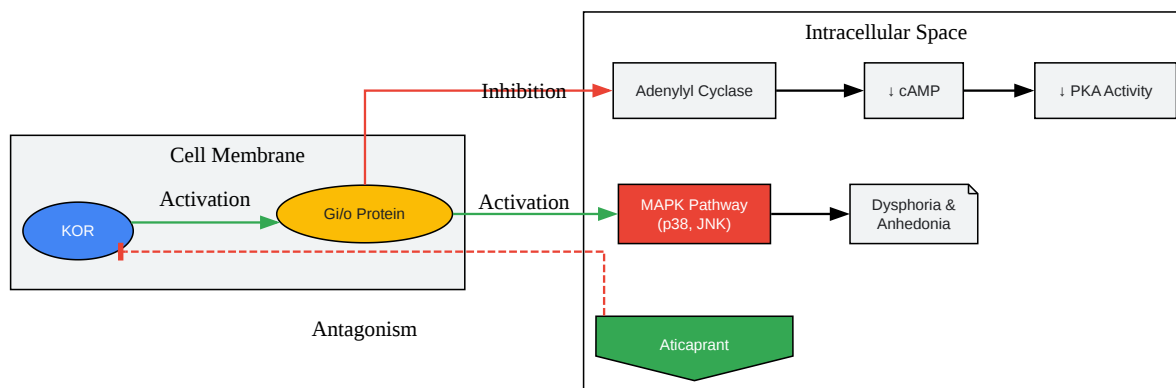 Intracellular Space
Inhibition
Adenylyl Cyclase
↓ cAMP
↓ PKA Activity
Cell Membrane
KOR
Activation
Gi/o Protein
Activation
MAPK Pathway
(p38, JNK)
Dysphoria &
Anhedonia
Antagonism
Aticaprant